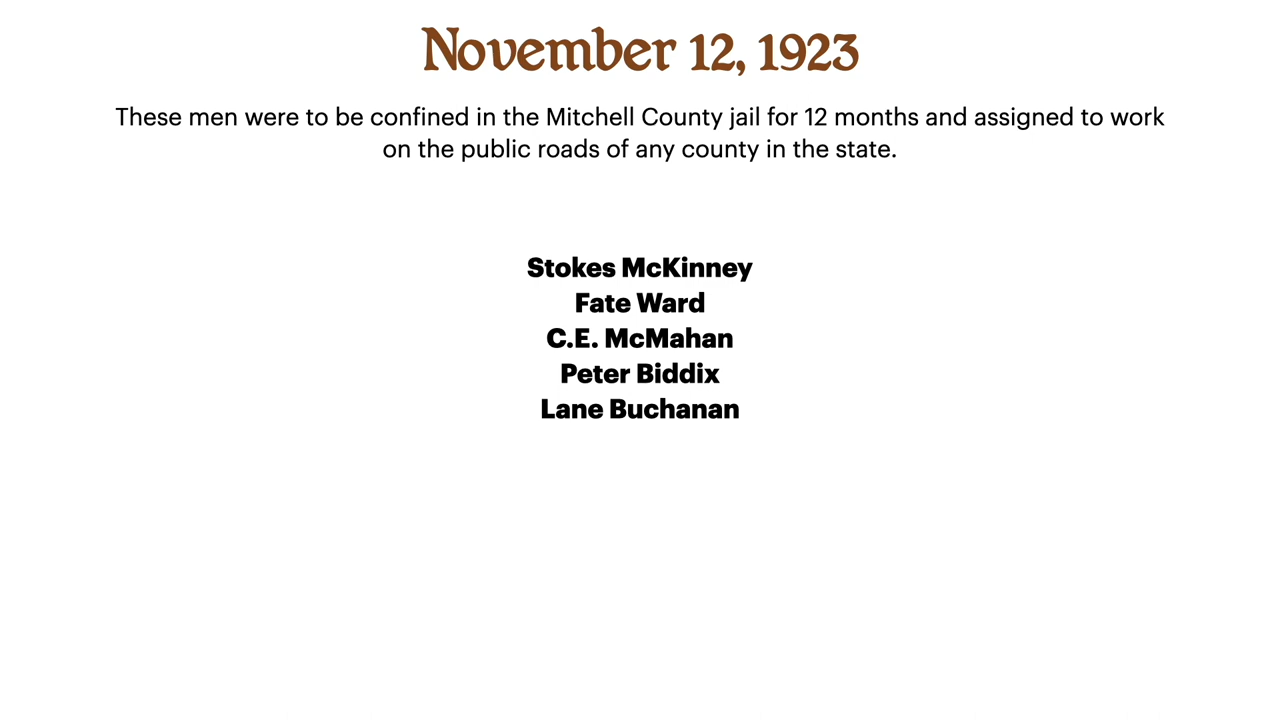 November 12, 1923
These men were to be confined in the Mitchell County jail for 12 months and assigned to work
on the public roads of any county in the state.
Stokes McKinney
Fate Ward
C.E. McMahan
Peter Biddix
Lane Buchanan